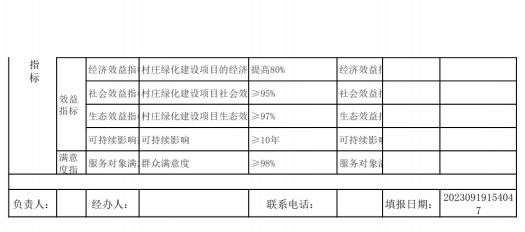 指
标
效益
指标
经济效益指标 村庄绿化建设项目的经济 提高80% 经济效益指
社会效益指标 村庄绿化建设项目社会效 ≥95% 社会效益指
生态效益指标 村庄绿化建设项目生态效 ≥97% 生态效益指
可持续影响 可持续影响 ≥10年 可持续影
满意
度指
服务对象满 群众满意度 ≥98% 服务对象满
负责人： 经办人： 联系电话： 填报日期： 2023091915404
7